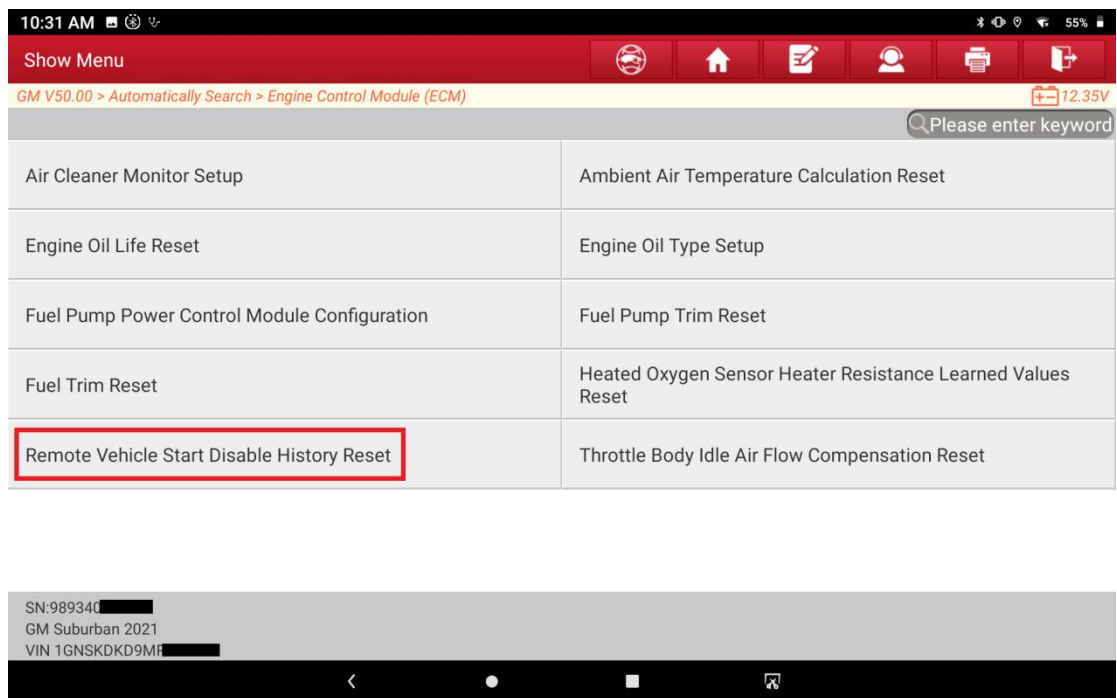 10:31 AM
55%
Show Menu
GM V50.00 > Automatically Search > Engine Control Module (ECM)
12.35V
Please enter keyword
Air Cleaner Monitor Setup
Ambient Air Temperature Calculation Reset
Engine Oil Life Reset
Engine Oil Type Setup
Fuel Pump Power Control Module Configuration
Fuel Pump Trim Reset
Fuel Trim Reset
Heated Oxygen Sensor Heater Resistance Learned Values
Reset
Remote Vehicle Start Disable History Reset
Throttle Body Idle Air Flow Compensation Reset
SN:989340
GM Suburban 2021
VIN 1GNSKDKD9M